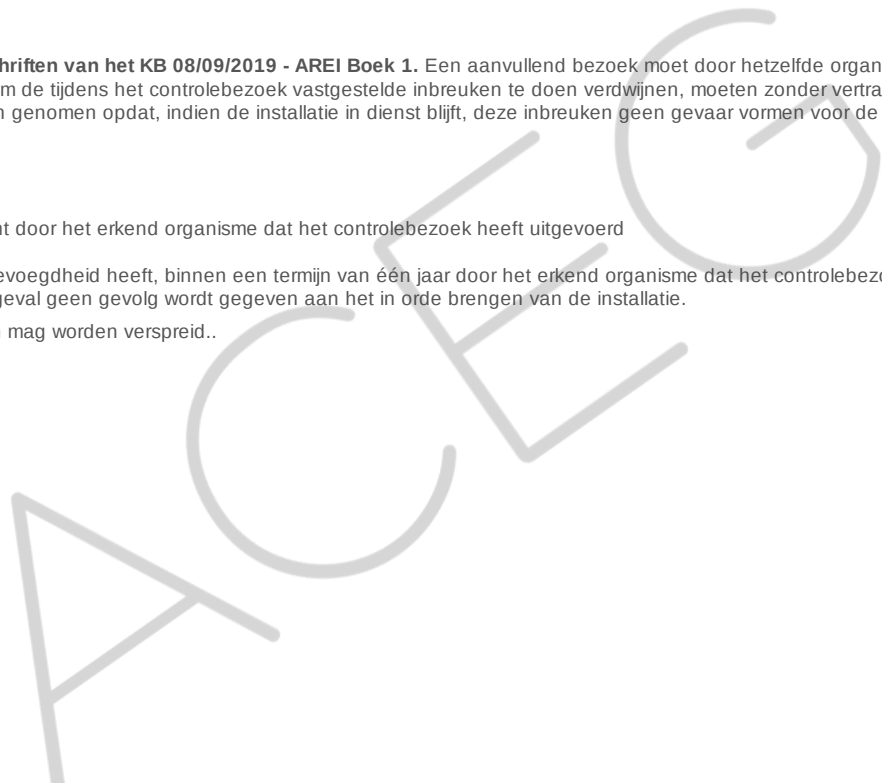 hriften van het KB 08/09/2019 - AREI Boek 1. Een aanvullend bezoek moet door hetzelfde organ
m de tijdens het controlebezoek vastgestelde inbreuken te doen verdwijnen, moeten zonder vertra
n genomen opdat, indien de installatie in dienst blijft, deze inbreuken geen gevaar vormen voor de
nt door het erkend organisme dat het controlebezoek heeft uitgevoerd
evoegdheid heeft, binnen een termijn van één jaar door het erkend organisme dat het controlebezo
geval geen gevolg wordt gegeven aan het in orde brengen van de installatie.
n mag worden verspreid..
ACEG